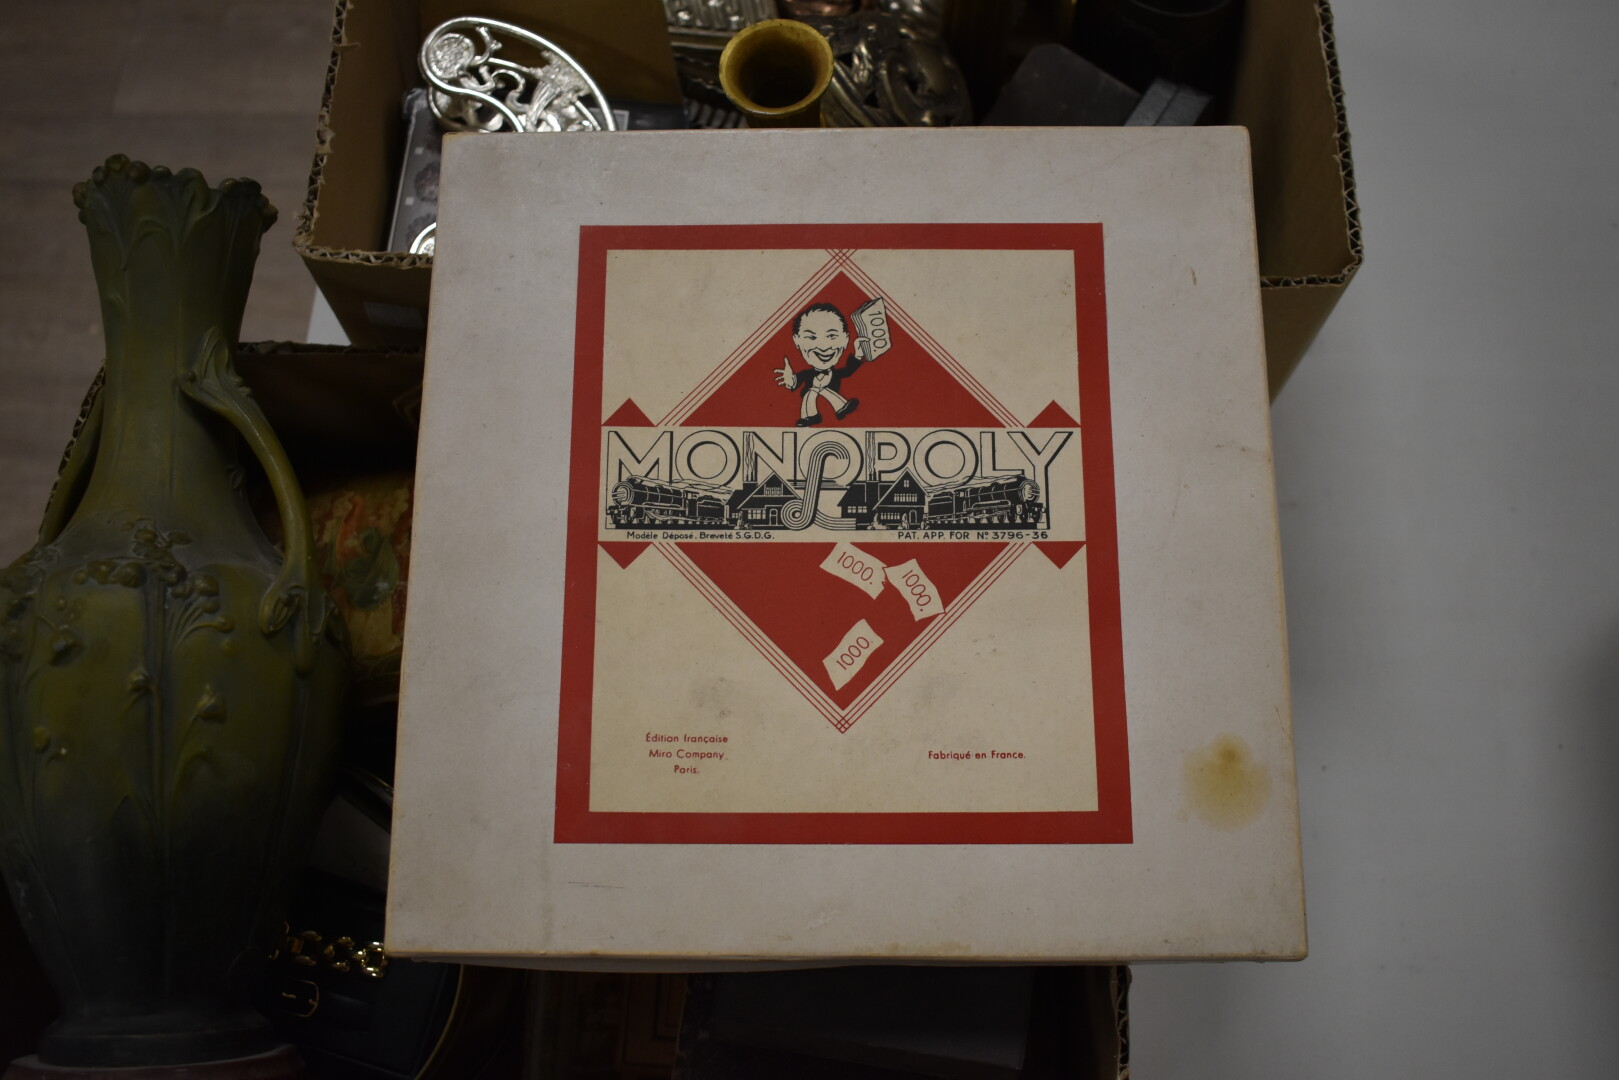 1000.
MONOPOLY
Modèle Déposé. Breveté S.G.D.G.
PAT. APP. FOR Nº 3796-36
1000.
1000.
1000.
Édition française
Miro Company
Paris.
Fabriqué en France.